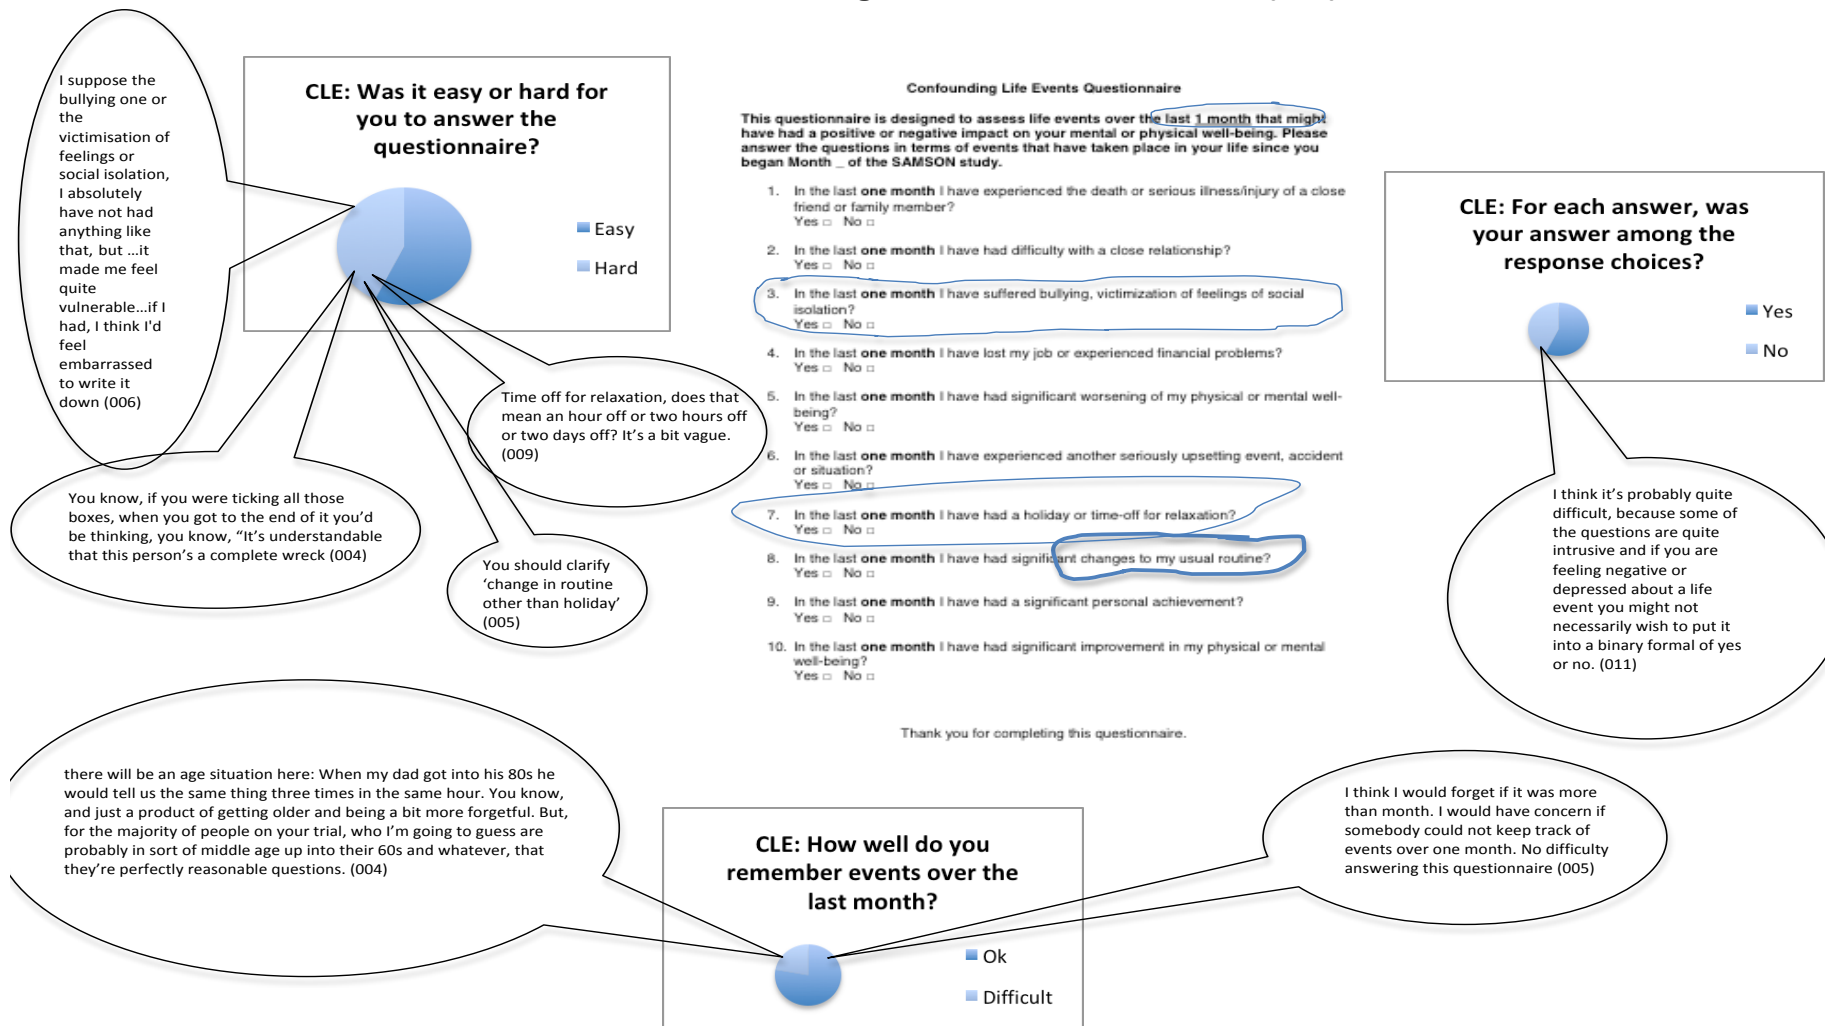 I suppose the
bullying one or
the
victimisation of
feelings or
social isolation,
I absolutely
have not had
anything like
that, but ...it
made me feel
quite
vulnerable...if I
had, I think I'd
feel
embarrassed
to write it
down (006)
CLE: Was it easy or hard for
you to answer the
questionnaire?
Easy
Hard
You know, if you were ticking all those
boxes, when you got to the end of it you'd
be thinking, you know, "It's understandable
that this person's a complete wreck (004)
Time off for relaxation, does that
mean an hour off or two hours off
or two days off? It's a bit vague.
(009)
You should clarify
'change in routine
other than holiday'
(005)
Confounding Life Events Questionnaire
This questionnaire is designed to assess life events over the last 1 month that might
have had a positive or negative impact on your mental or physical well-being. Please
answer the questions in terms of events that have taken place in your life since you
began Month _ of the SAMSON study.
1. In the last one month I have experienced the death or serious illness/injury of a close
friend or family member?
Yes □ No □
2. In the last one month I have had difficulty with a close relationship?
Yes □ No □
3. In the last one month I have suffered bullying, victimization of feelings of social
isolation?
Yes □ No □
4. In the last one month I have lost my job or experienced financial problems?
Yes □ No □
5. In the last one month I have had significant worsening of my physical or mental well-
being?
Yes □ No □
6. In the last one month I have experienced another seriously upsetting event, accident
or situation?
Yes □ No □
7. In the last one month I have had a holiday or time-off for relaxation?
Yes □ No □
8. In the last one month I have had significant changes to my usual routine?
Yes □ No □
9. In the last one month I have had a significant personal achievement?
Yes □ No □
10. In the last one month I have had significant improvement in my physical or mental
well-being?
Yes □ No □
Thank you for completing this questionnaire.
CLE: For each answer, was
your answer among the
response choices?
Yes
No
I think it's probably quite
difficult, because some of
the questions are quite
intrusive and if you are
feeling negative or
depressed about a life
event you might not
necessarily wish to put it
into a binary formal of yes
or no. (011)
there will be an age situation here: When my dad got into his 80s he
would tell us the same thing three times in the same hour. You know,
and just a product of getting older and being a bit more forgetful. But,
for the majority of people on your trial, who I'm going to guess are
probably in sort of middle age up into their 60s and whatever, that
they're perfectly reasonable questions. (004)
CLE: How well do you
remember events over the
last month?
Ok
Difficult
I think I would forget if it was more
than month. I would have concern if
somebody could not keep track of
events over one month. No difficulty
answering this questionnaire (005)